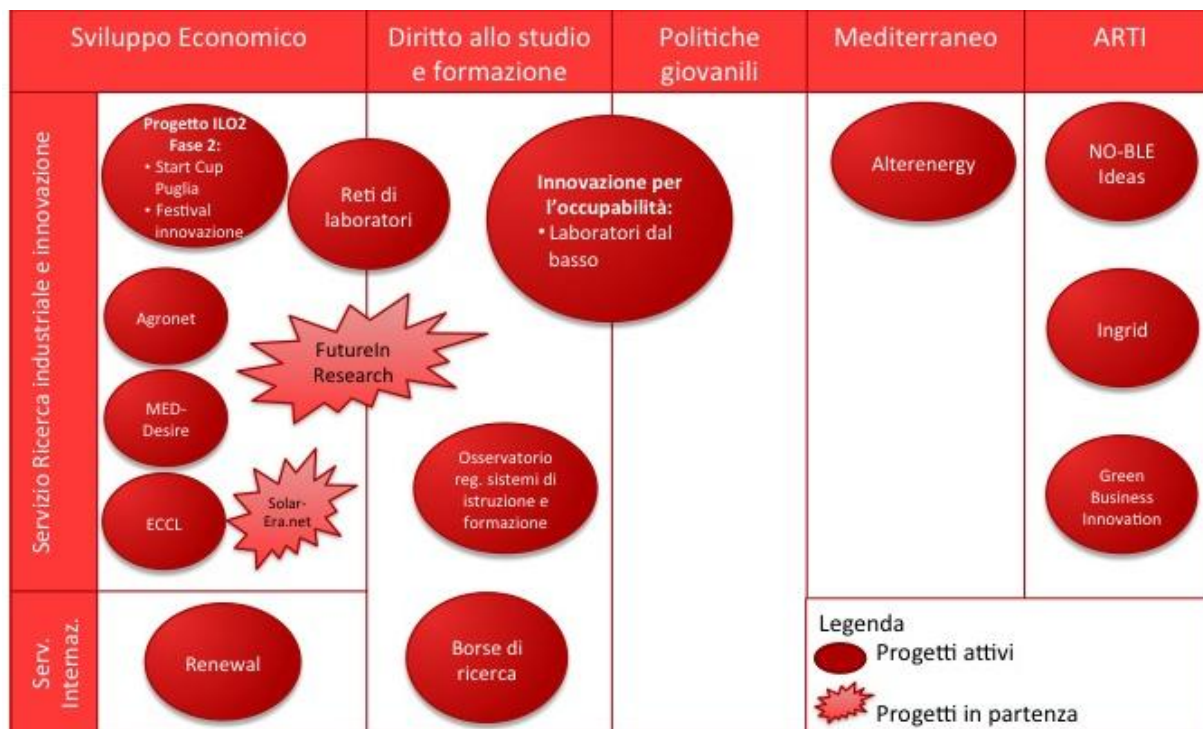 Sviluppo Economico
Diritto allo studio
e formazione
Politiche
giovanili
Mediterraneo
ARTI
Servizio Ricerca industriale e innovazione
Progetto ILO2
Fase 2:
• Start Cup
Puglia
• Festival
innovazione
Reti di
laboratori
Innovazione per
l'occupabilità:
• Laboratori dal
basso
Alterenergy
NO-BLE
Ideas
Agronet
FutureIn
Research
Ingrid
MED-
Desire
Osservatorio
reg. sistemi di
istruzione e
formazione
Green
Business
Innovation
ECCL
Solar-
Era.net
Serv.
Internaz.
Renewal
Borse di
ricerca
Legenda
Progetti attivi
Progetti in partenza